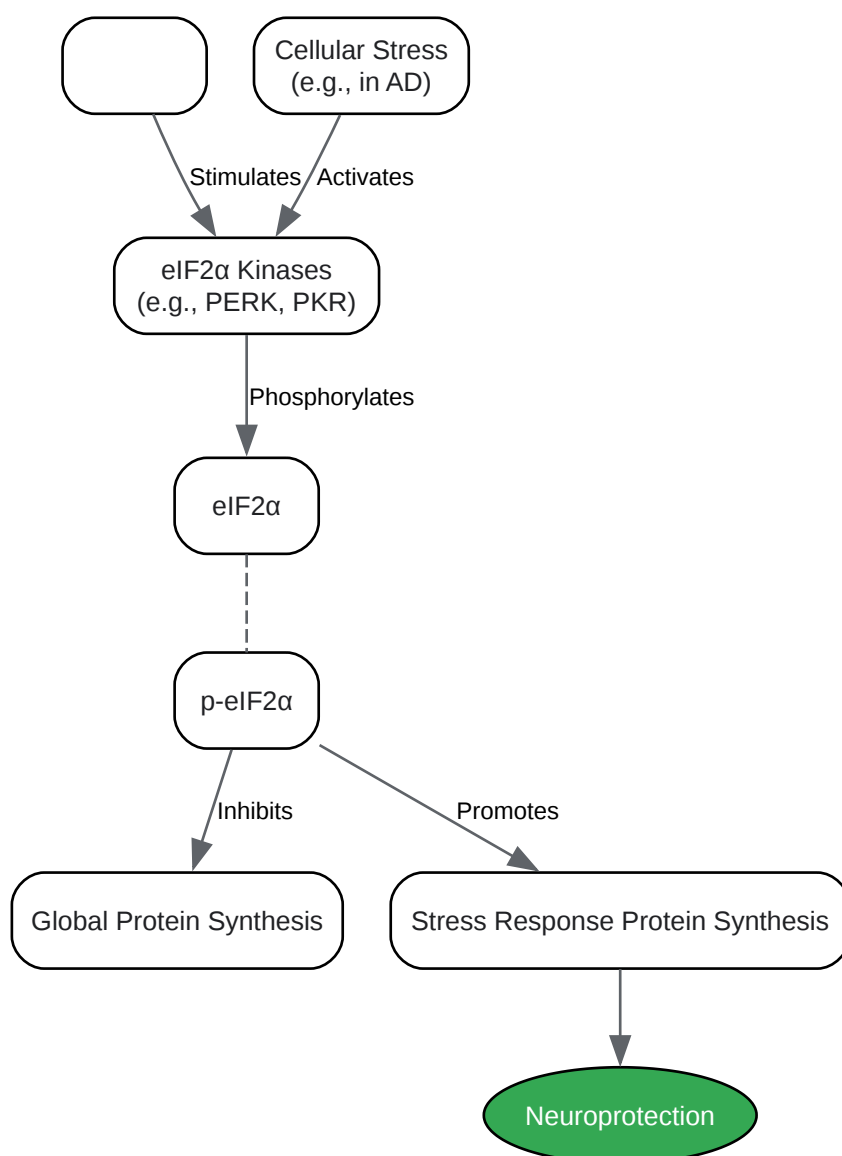 Cellular Stress
(e.g., in AD)
Stimulates
Activates
eIF2α Kinases
(e.g., PERK, PKR)
Phosphorylates
eIF2α
p-eIF2α
Inhibits
Promotes
Global Protein Synthesis
Stress Response Protein Synthesis
Neuroprotection